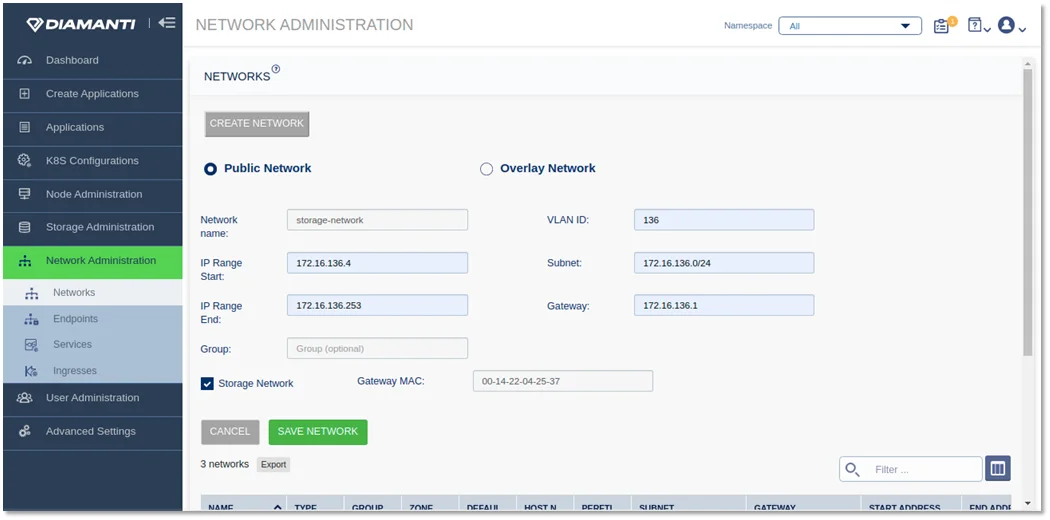 DIAMANTI
NETWORK ADMINISTRATION
Namespace
All
1
Dashboard
Create Applications
Applications
K8S Configurations
Node Administration
Storage Administration
Network Administration
Networks
Endpoints
Services
Ingresses
User Administration
Advanced Settings
NETWORKS
CREATE NETWORK
Public Network
Overlay Network
Network name:
storage-network
VLAN ID:
136
IP Range Start:
172.16.136.4
Subnet:
172.16.136.0/24
IP Range End:
172.16.136.253
Gateway:
172.16.136.1
Group:
Group (optional)
Storage Network
Gateway MAC:
00-14-22-04-25-37
CANCEL
SAVE NETWORK
3 networks
Export
Filter ...
NAME
TYPE
GROUP
ZONE
DEFAUL
HOST N
SUBNET
GATEWAY
START ADDRESS
END ADDR